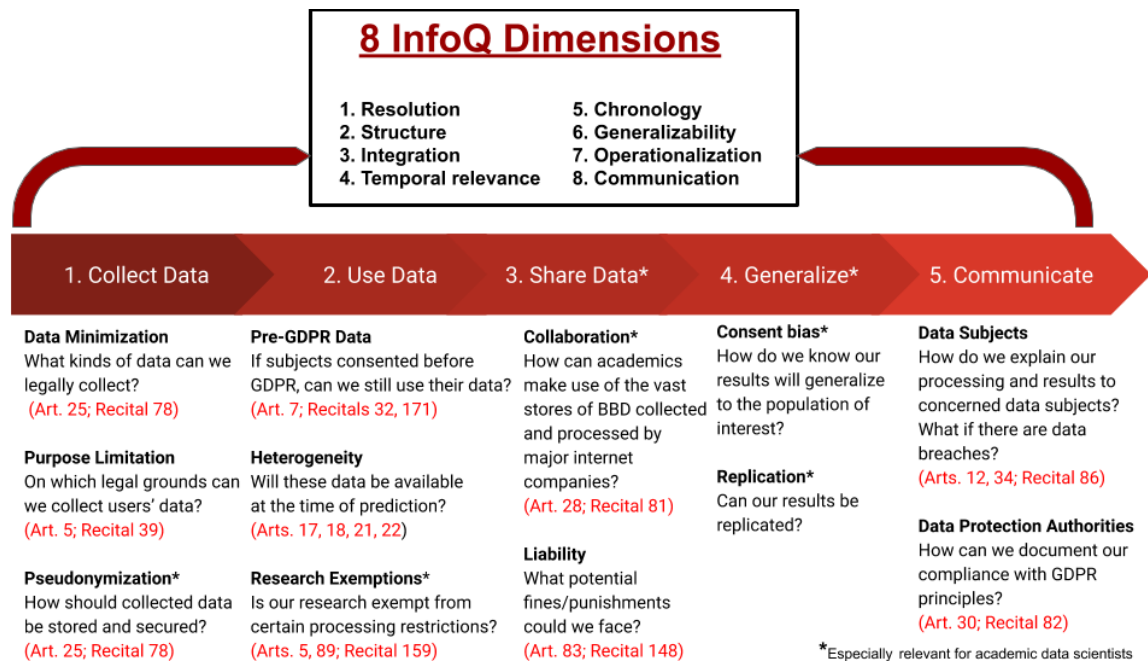 8 InfoQ Dimensions
1. Resolution
2. Structure
3. Integration
4. Temporal relevance
5. Chronology
6. Generalizability
7. Operationalization
8. Communication
1. Collect Data
2. Use Data
3. Share Data*
4. Generalize*
5. Communicate
Data Minimization
What kinds of data can we
legally collect?
(Art. 25; Recital 78)
Purpose Limitation
On which legal grounds can
we collect users' data?
(Art. 5; Recital 39)
Pseudonymization*
How should collected data
be stored and secured?
(Art. 25; Recital 78)
Pre-GDPR Data
If subjects consented before
GDPR, can we still use their data?
(Art. 7; Recitals 32, 171)
Heterogeneity
Will these data be available
at the time of prediction?
(Arts. 17, 18, 21, 22)
Research Exemptions*
Is our research exempt from
certain processing restrictions?
(Arts. 5, 89; Recital 159)
Collaboration*
How can academics
make use of the vast
stores of BBD collected
and processed by
major internet
companies?
(Art. 28; Recital 81)
Liability
What potential
fines/punishments
could we face?
(Art. 83; Recital 148)
Consent bias*
How do we know our
results will generalize
to the population of
interest?
Replication*
Can our results be
replicated?
Data Subjects
How do we explain our
processing and results to
concerned data subjects?
What if there are data
breaches?
(Arts. 12, 34; Recital 86)
Data Protection Authorities
How can we document our
compliance with GDPR
principles?
(Art. 30; Recital 82)
*Especially relevant for academic data scientists